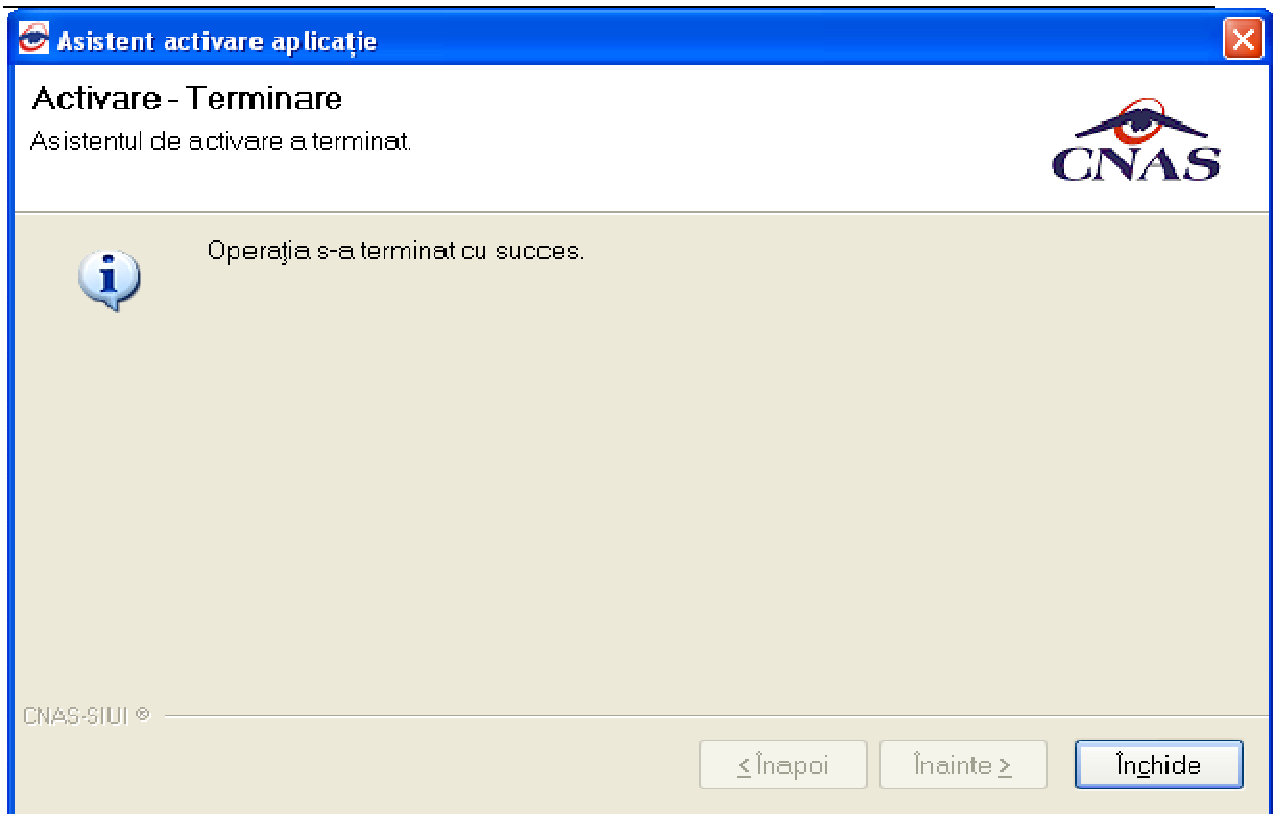 Asistent activare aplicație
Activare - Terminare
Asistentul de activare a terminat.
CNAS
Operația s-a terminat cu succes.
CNAS-SIUI ®
< Înapoi
Înainte >
Închide